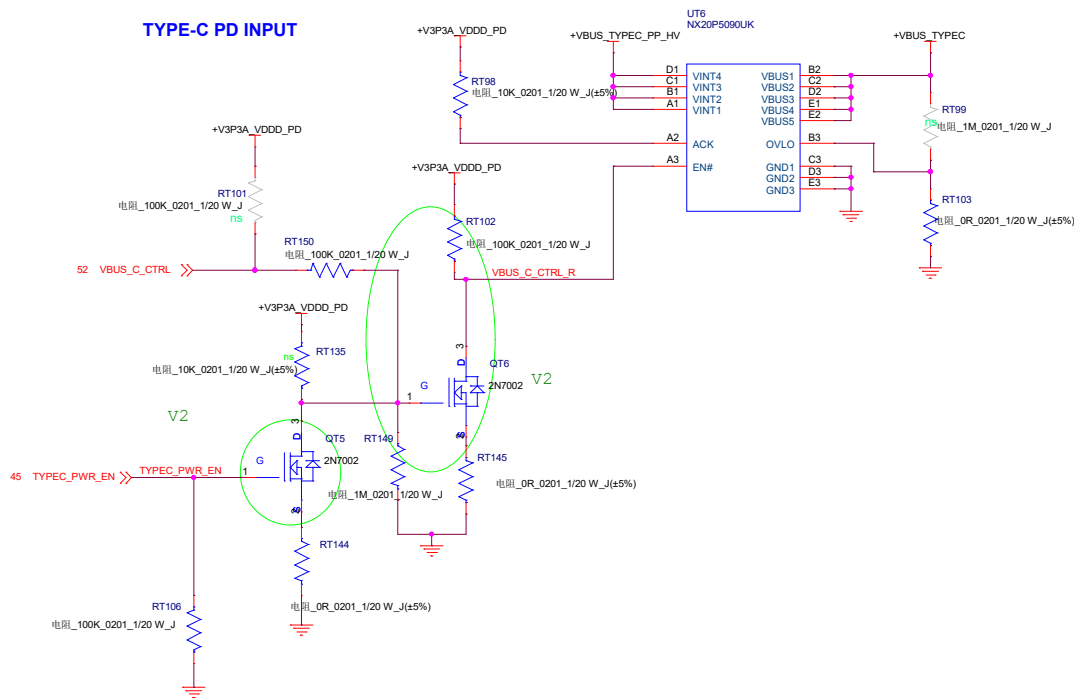 TYPE-C PD INPUT
UT6
NX20P5090UK
+V3P3A_VDDD_PD
+VBUS_TYPEC_PP_HV
+VBUS_TYPEC
RT98
电阻_10K_0201_1/20 W_J(±5%)
D1 VINT4 VBUS1 B2
C1 VINT3 VBUS2 C2
B1 VINT2 VBUS3 D2
A1 VINT1 VBUS4 E1
VBUS5 E2
RT99
ns
电阻_1M_0201_1/20 W_J
A2 ACK OVLO B3
A3 EN# GND1 C3
GND2 D3
GND3 E3
+V3P3A_VDDD_PD
+V3P3A_VDDD_PD
RT101
电阻_100K_0201_1/20 W_J
ns
RT102
电阻_100K_0201_1/20 W_J
RT103
电阻_0R_0201_1/20 W_J(±5%)
RT150
电阻_100K_0201_1/20 W_J
52 VBUS_C_CTRL
VBUS_C_CTRL_R
+V3P3A_VDDD_PD
ns
RT135
电阻_10K_0201_1/20 W_J(±5%)
3
D
QT6
G
1
2N7002
V2
S
2
V2
3
D
QT5
G
1
2N7002
S
2
RT149
电阻_1M_0201_1/20 W_J
RT145
电阻_0R_0201_1/20 W_J(±5%)
45 TYPEC_PWR_EN
TYPEC_PWR_EN
RT144
电阻_0R_0201_1/20 W_J(±5%)
RT106
电阻_100K_0201_1/20 W_J